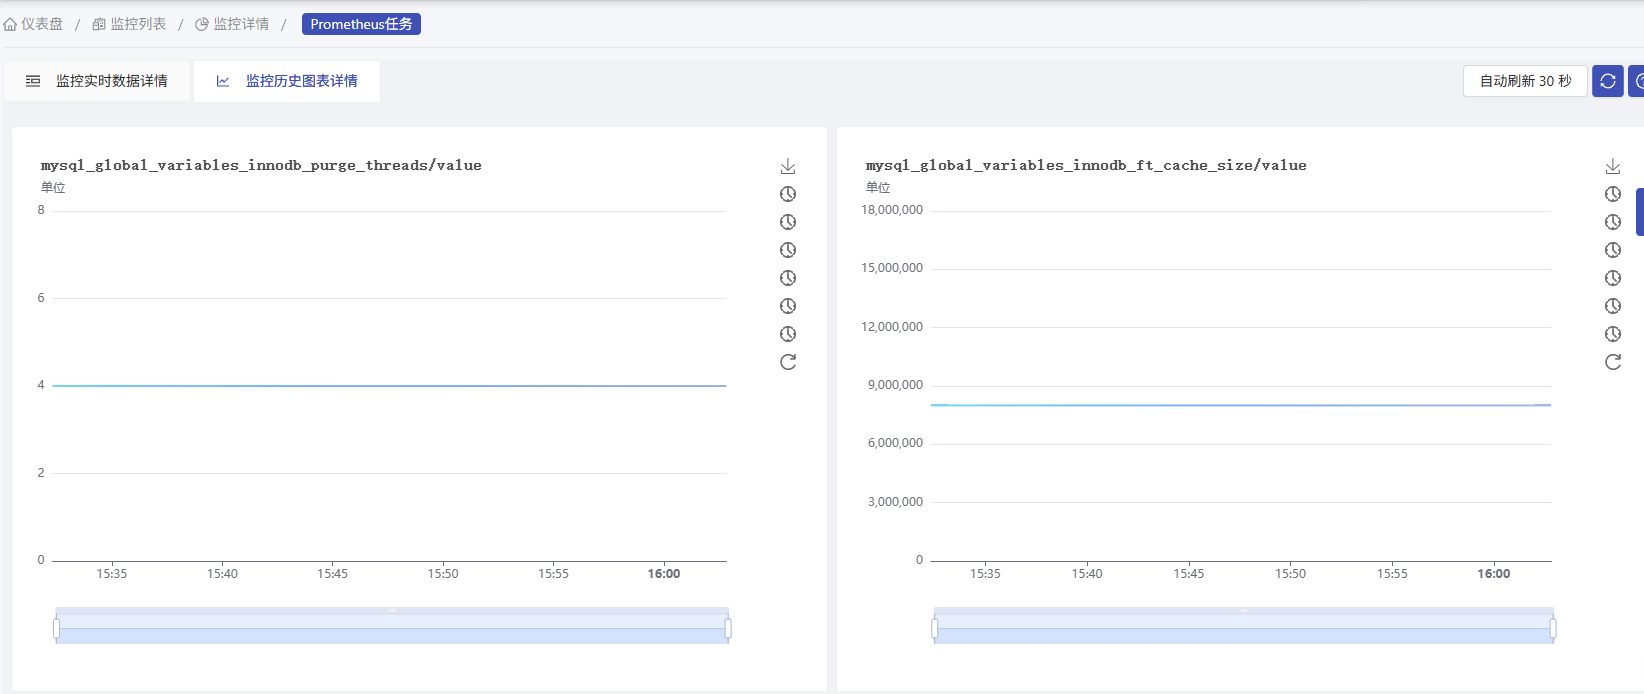 仪表盘 / 监控列表 / 监控详情 / Prometheus任务
监控实时数据详情 监控历史图表详情 自动刷新 30 秒
mysql_global_variables_innodb_purge_threads/value
单位
8
6
4
2
0
15:35 15:40 15:45 15:50 15:55 16:00
mysql_global_variables_innodb_ft_cache_size/value
单位
18,000,000
15,000,000
12,000,000
9,000,000
6,000,000
3,000,000
0
15:35 15:40 15:45 15:50 15:55 16:00